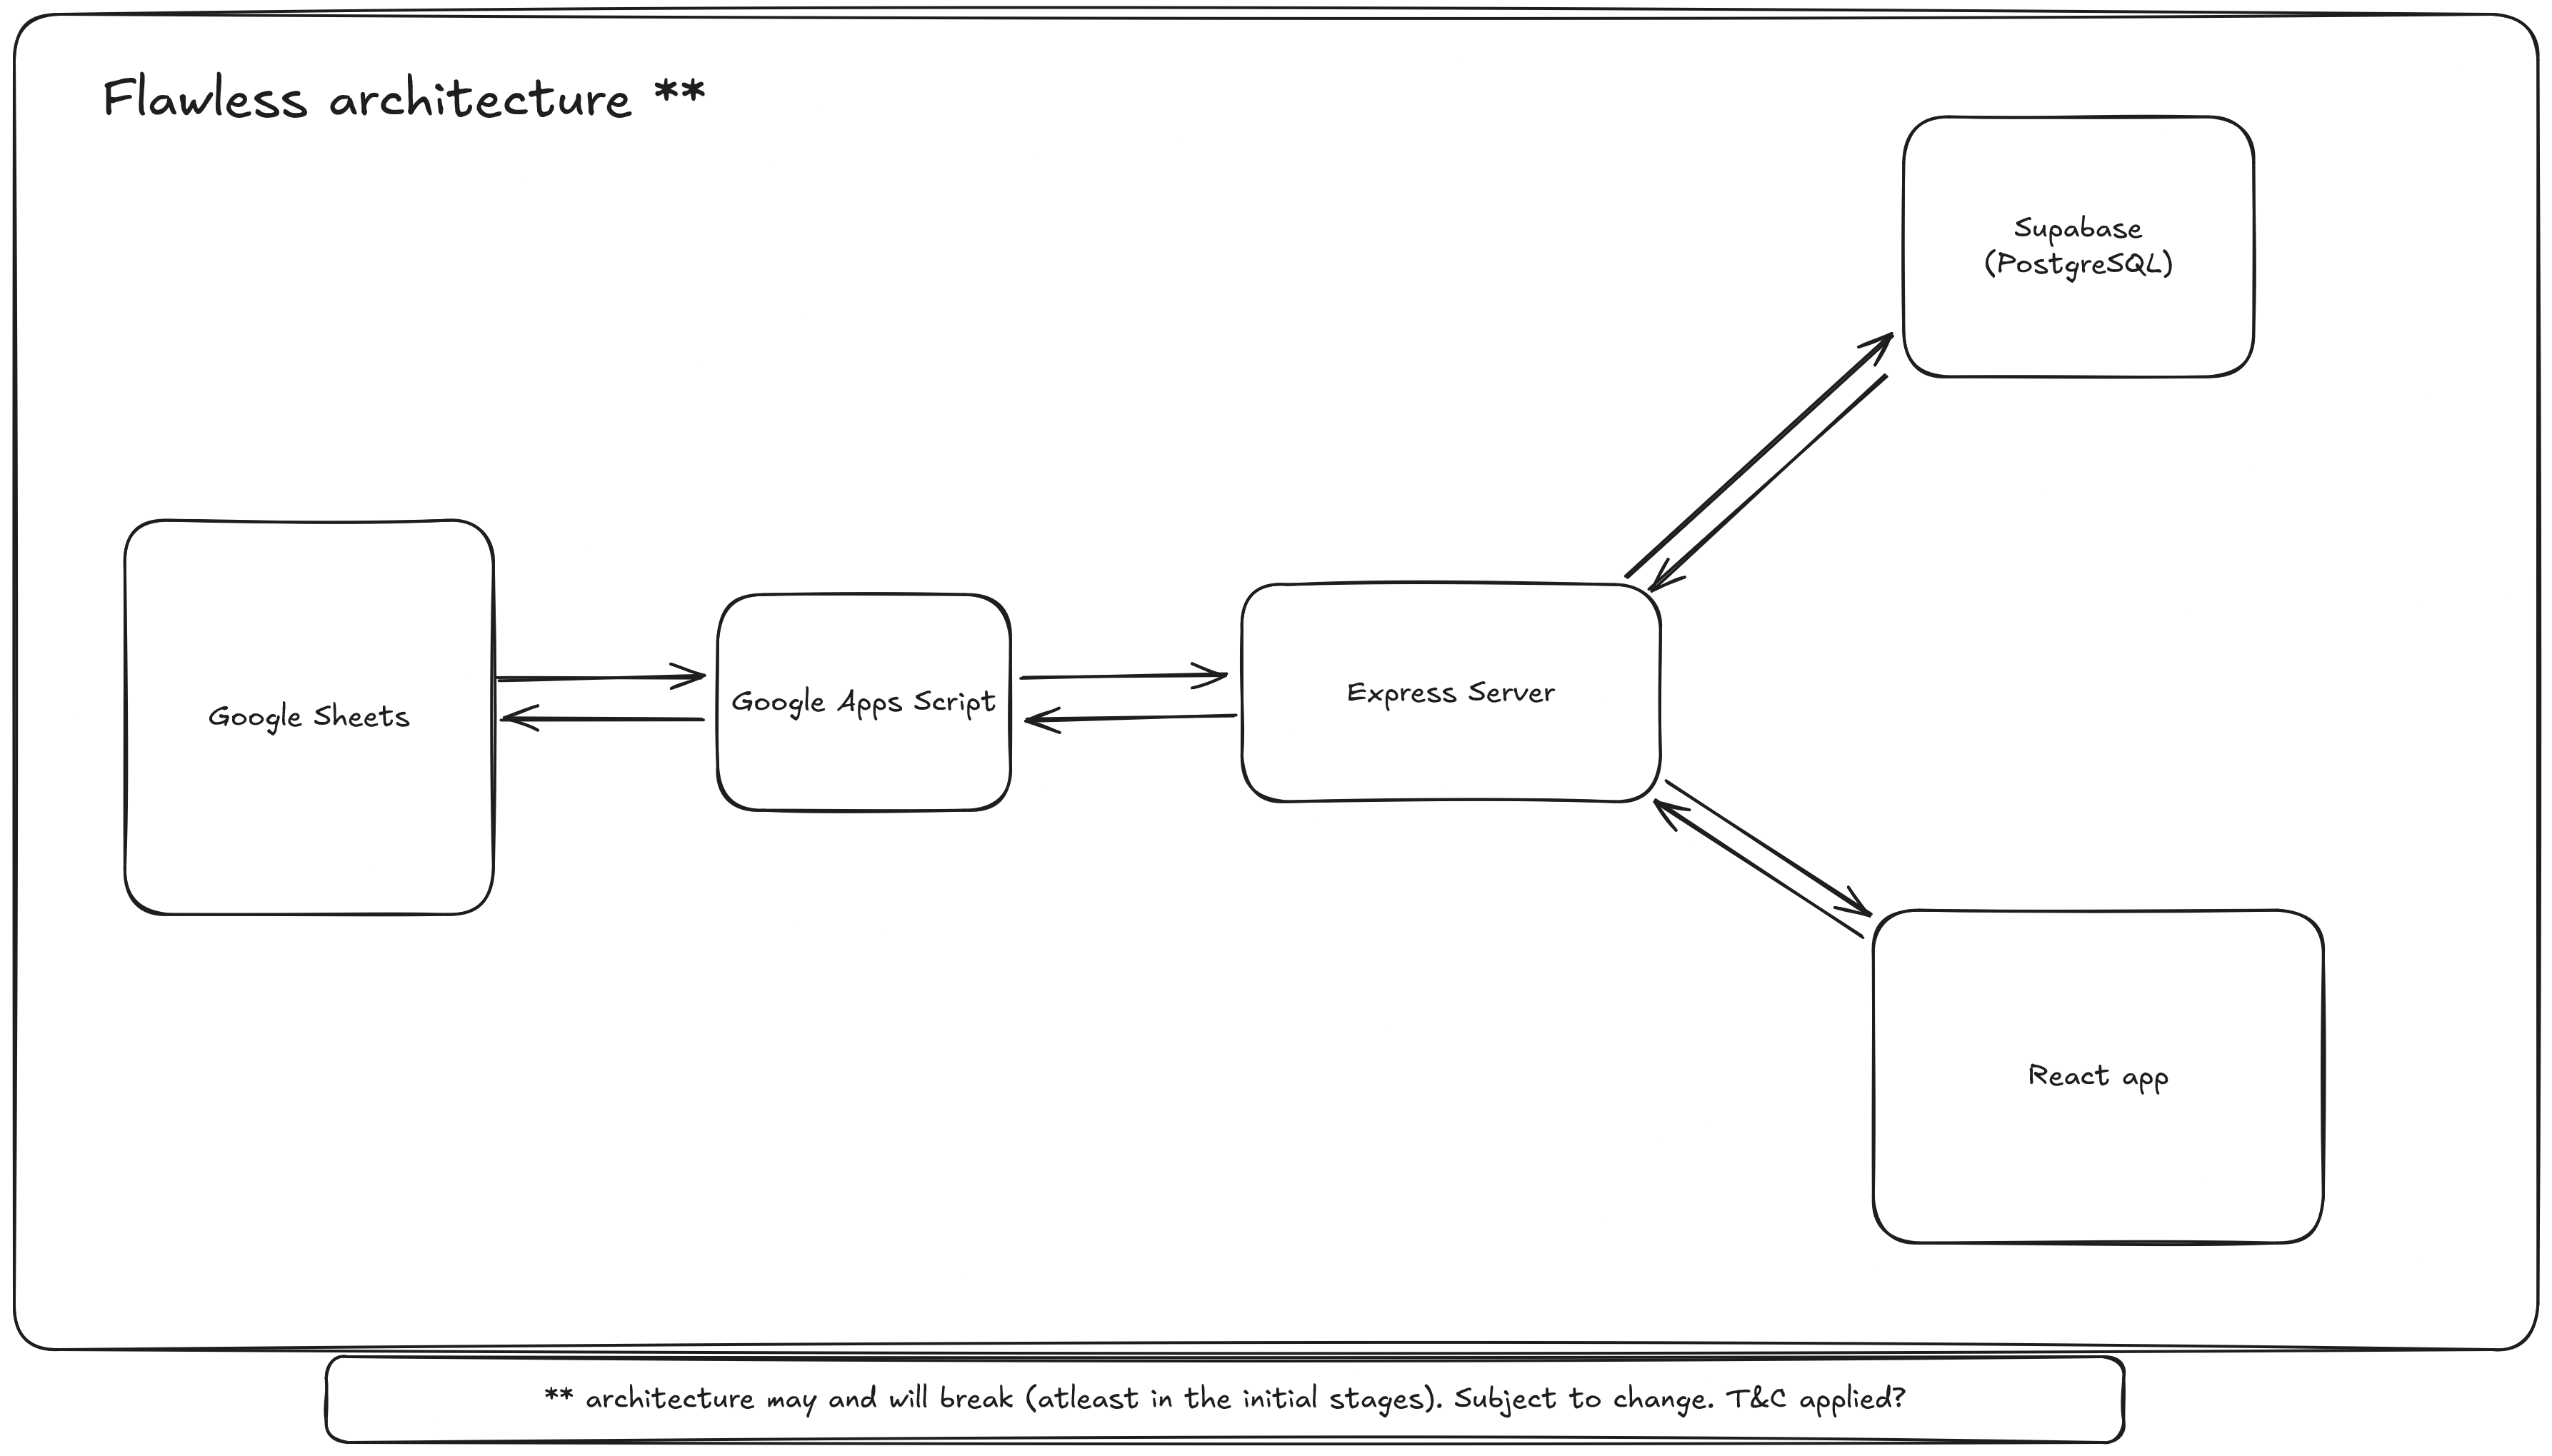 Flawless architecture **
Supabase
(PostgreSQL)
Google Sheets
Google Apps Script
Express Server
React app
** architecture may and will break (atleast in the initial stages). Subject to change. T&C applied?